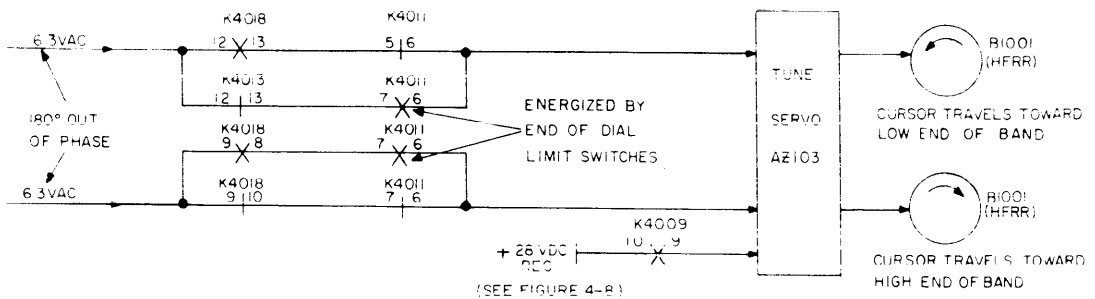 K4018 K4011
6.3VAC 12 13 5 6
K4013 K4011
12 13 7 6
180° OUT
OF PHASE
ENERGIZED BY
END OF DIAL
LIMIT SWITCHES
K4018 K4011
9 8 7 6
K4018 K4011
6.3VAC 9 10 7 6
K4009
10 9
+28 VDC
REG
(SEE FIGURE 4-8)
TUNE
SERVO
AZ103
B1001
(HFRR)
CURSOR TRAVELS TOWARD
LOW END OF BAND
B1001
(HFRR)
CURSOR TRAVELS TOWARD
HIGH END OF BAND